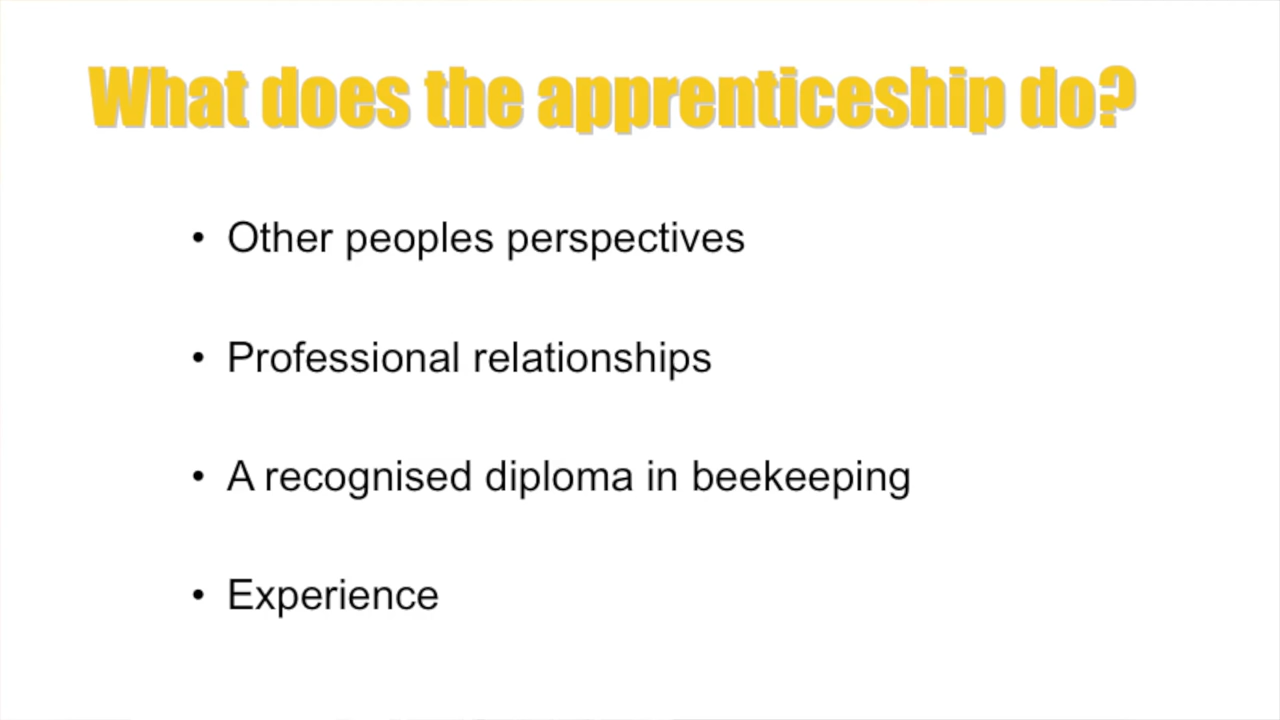 What does the apprenticeship do?
• Other peoples perspectives
• Professional relationships
• A recognised diploma in beekeeping
• Experience